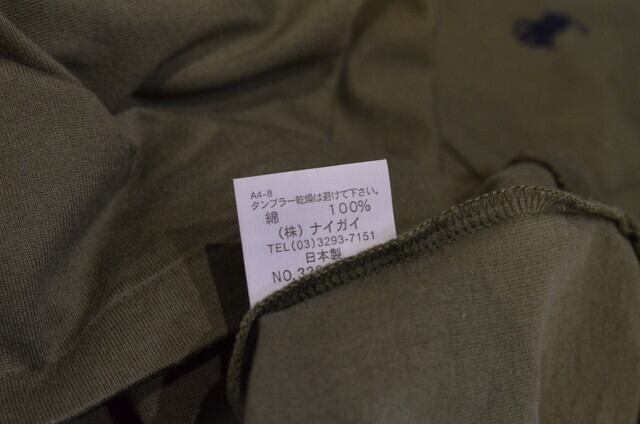 A4-8
タンブラー乾燥は避けて下さい。
綿 100%
(株) ナイガイ
TEL(03)3293-7151
日本製